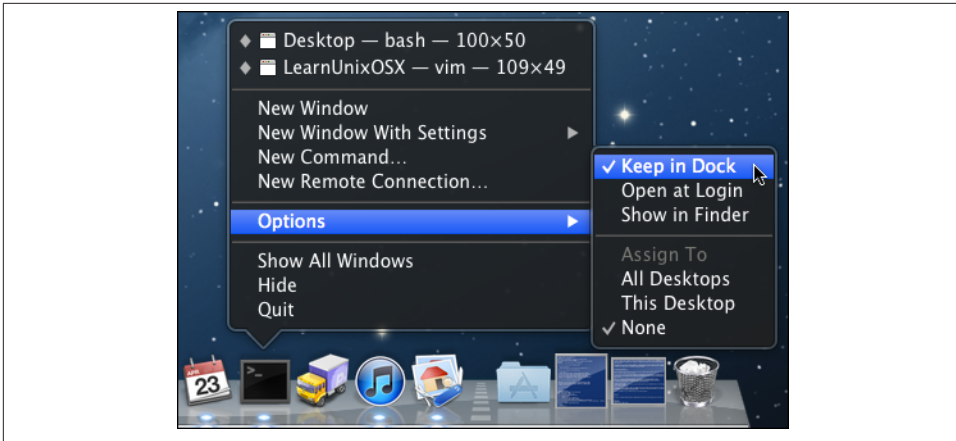 Desktop — bash — 100×50
LearnUnixOSX — vim — 109×49
New Window
New Window With Settings
New Command...
New Remote Connection...
Options
Show All Windows
Hide
Quit
Keep in Dock
Open at Login
Show in Finder
Assign To
All Desktops
This Desktop
None
APR
23
>_